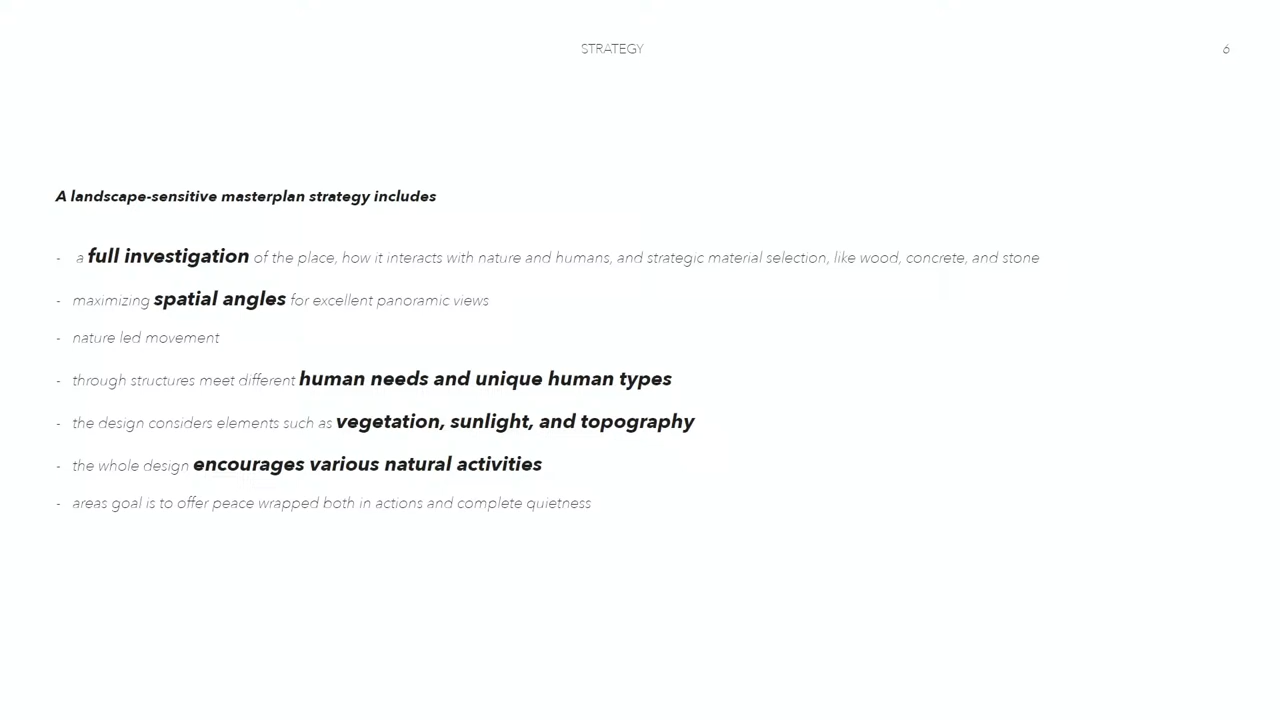 STRATEGY
6
A landscape-sensitive masterplan strategy includes
- a full investigation of the place, how it interacts with nature and humans, and strategic material selection, like wood, concrete, and stone
- maximizing spatial angles for excellent panoramic views
- nature led movement
- through structures meet different human needs and unique human types
- the design considers elements such as vegetation, sunlight, and topography
- the whole design encourages various natural activities
- areas goal is to offer peace wrapped both in actions and complete quietness